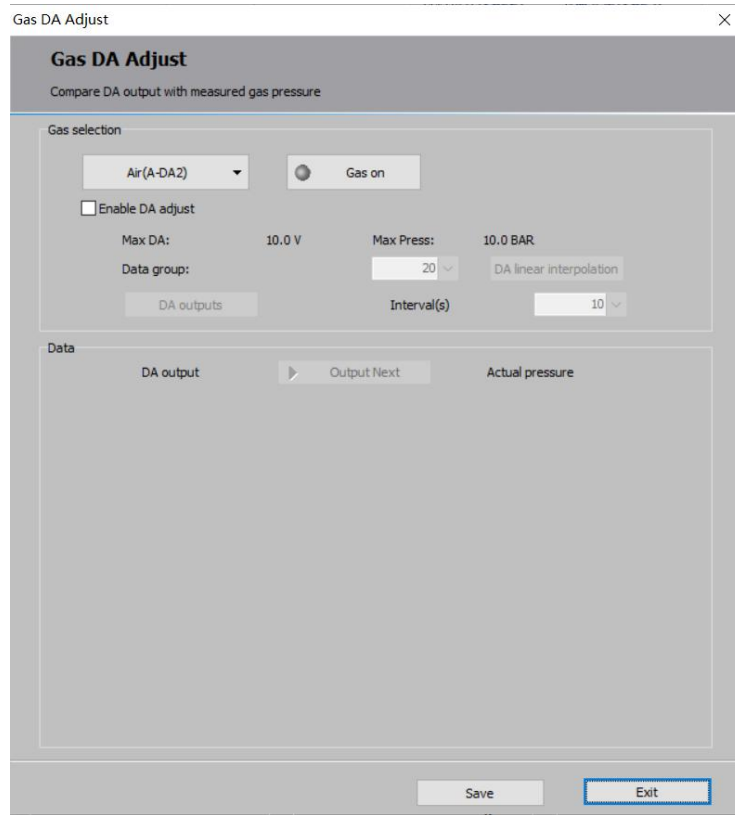 Gas DA Adjust
Gas DA Adjust
Compare DA output with measured gas pressure
Gas selection
Air(A-DA2) Gas on
Enable DA adjust
Max DA: 10.0 V Max Press: 10.0 BAR
Data group: 20 DA linear interpolation
DA outputs Interval(s) 10
Data
DA output Output Next Actual pressure
Save Exit